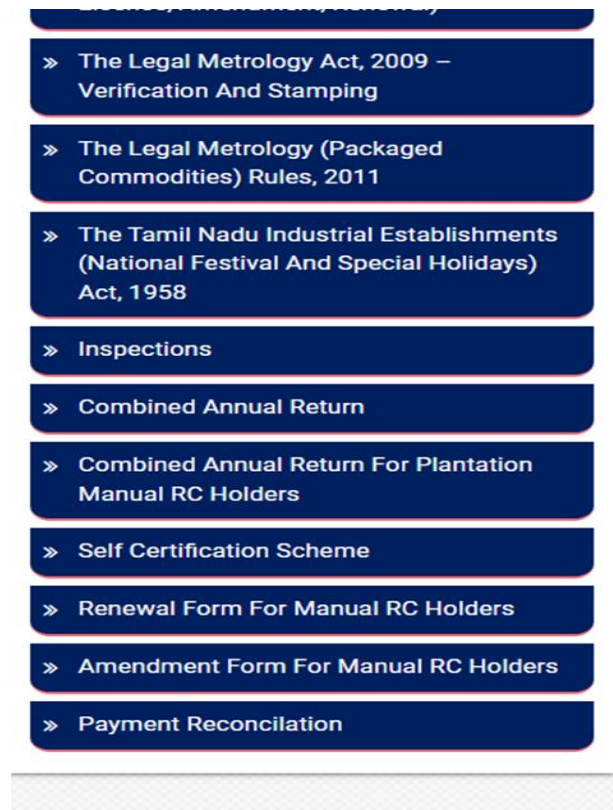 » The Legal Metrology Act, 2009 –
Verification And Stamping
» The Legal Metrology (Packaged
Commodities) Rules, 2011
» The Tamil Nadu Industrial Establishments
(National Festival And Special Holidays)
Act, 1958
» Inspections
» Combined Annual Return
» Combined Annual Return For Plantation
Manual RC Holders
» Self Certification Scheme
» Renewal Form For Manual RC Holders
» Amendment Form For Manual RC Holders
» Payment Reconcilation